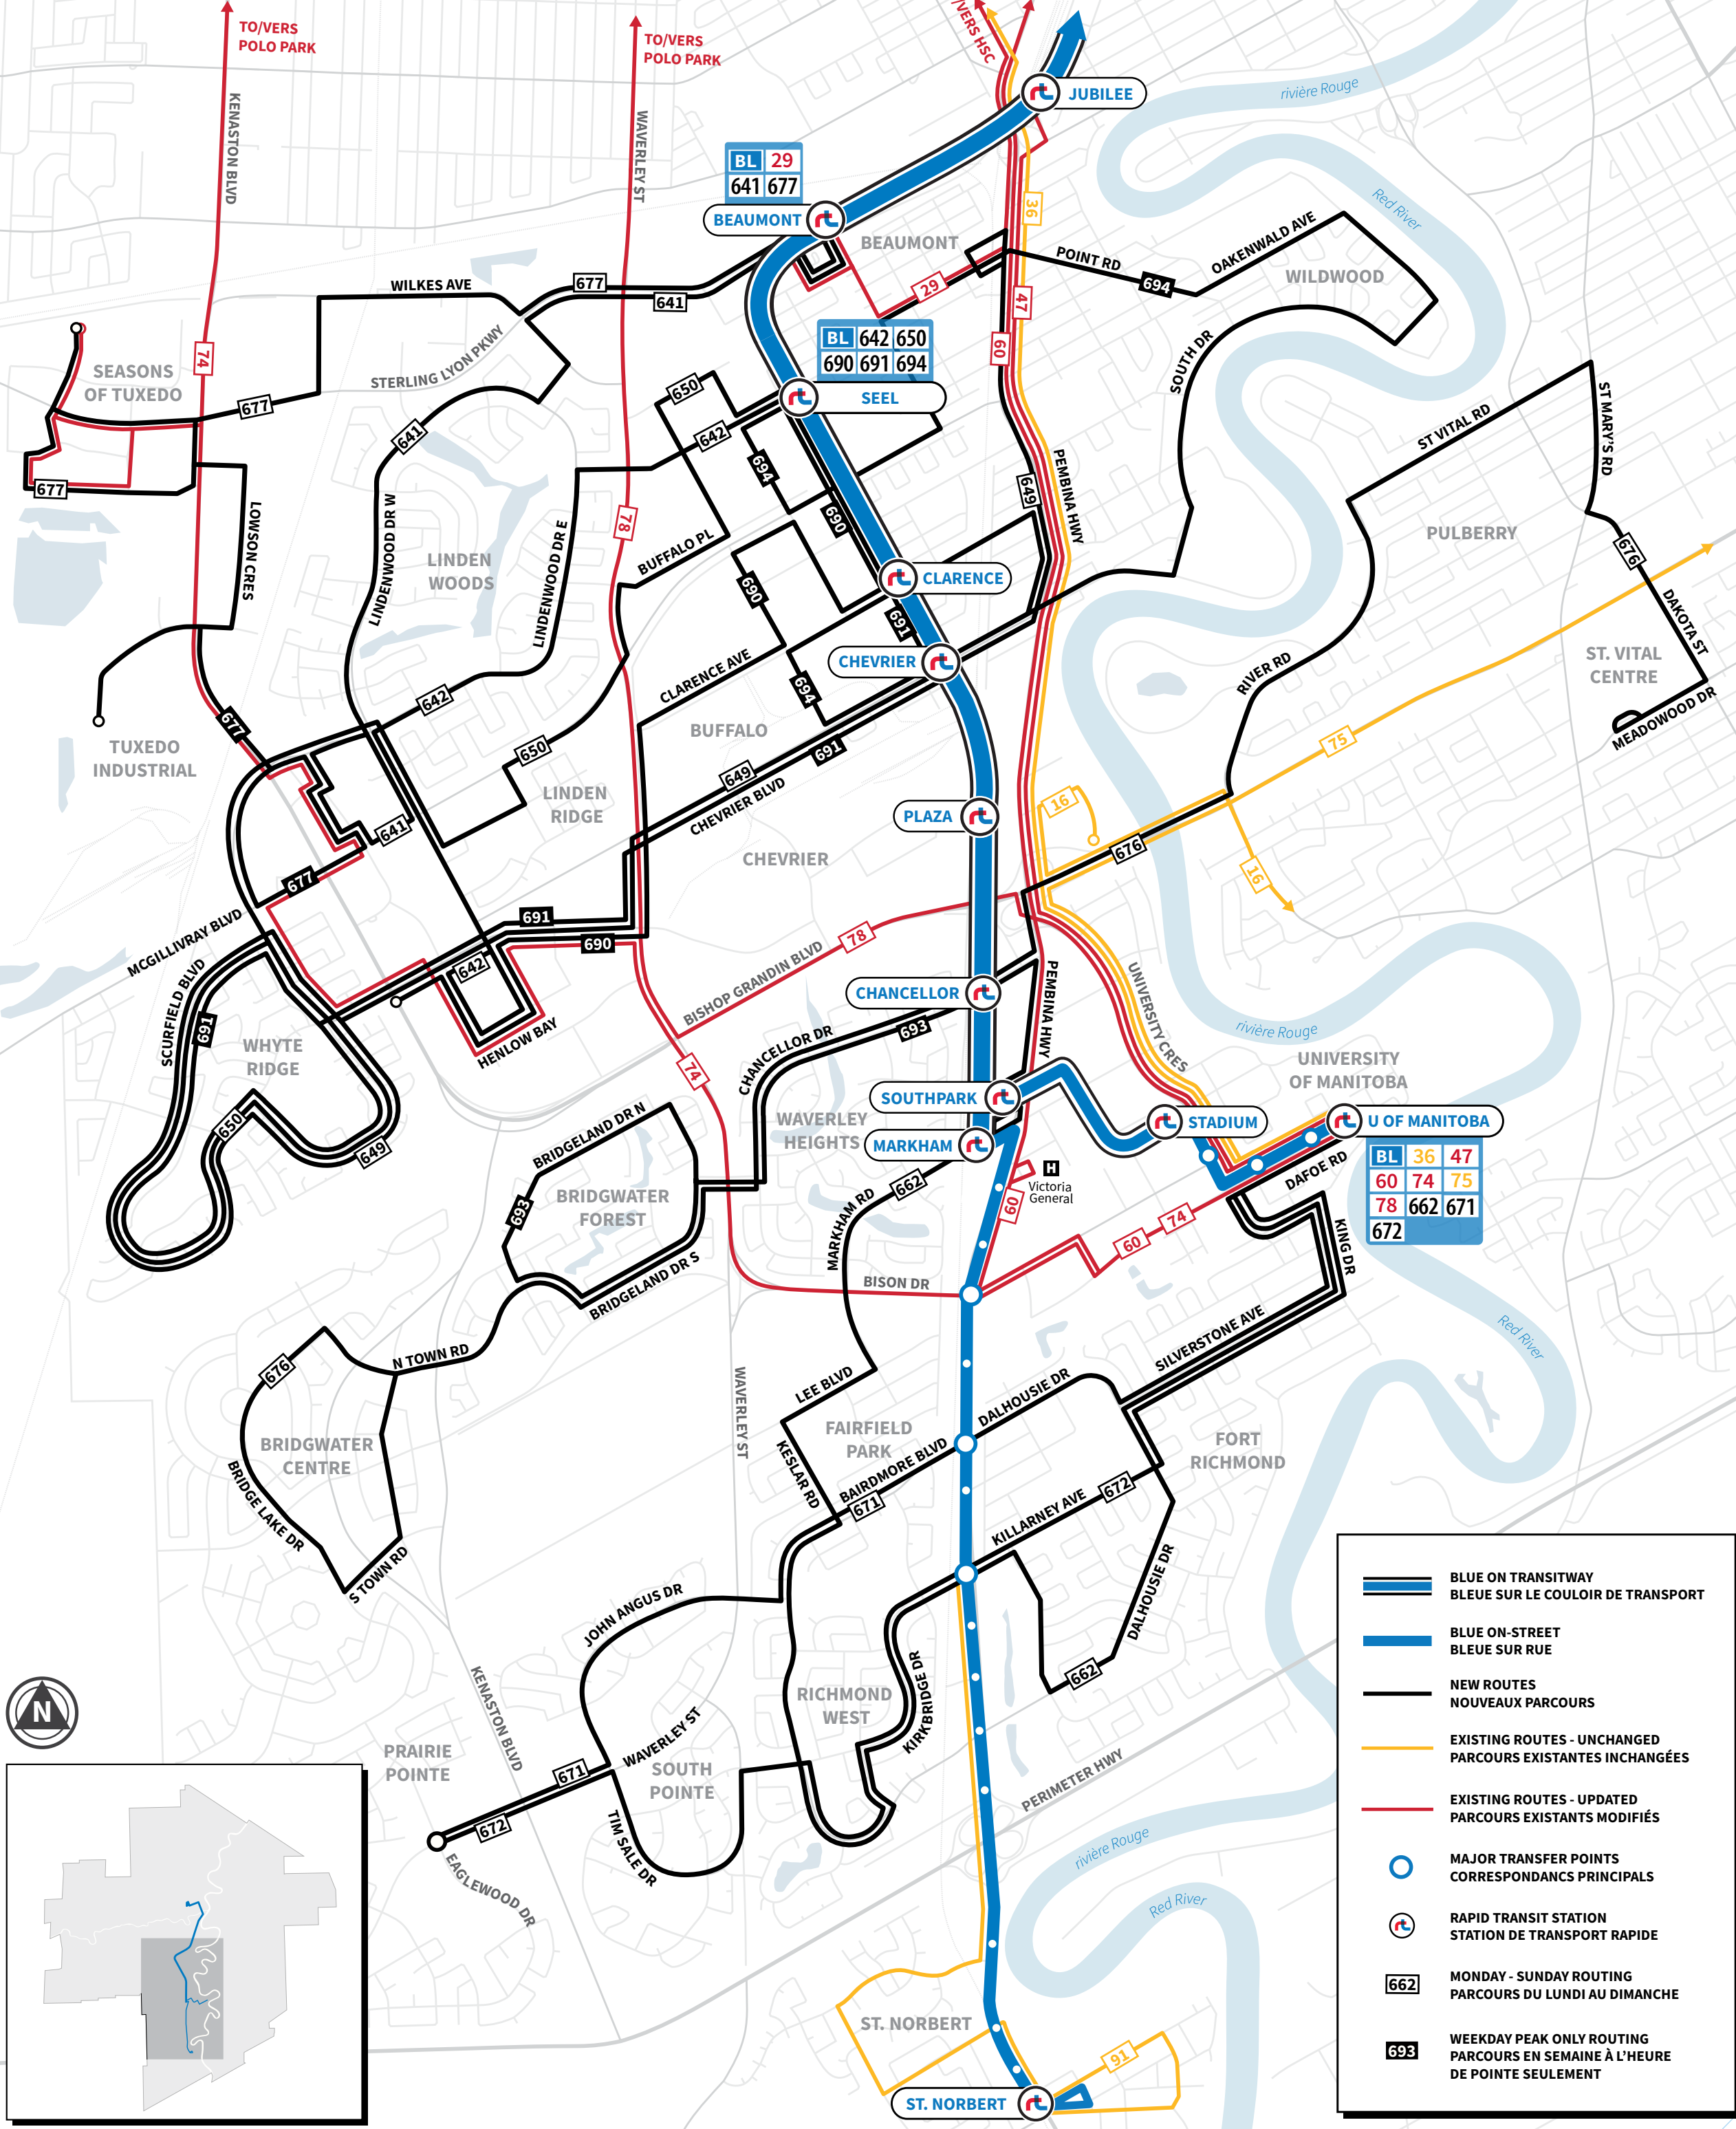 TO/VERS
POLO PARK
TO/VERS
POLO PARK
/VERS HSC
KENASTON BLVD
WAVERLEY ST
JUBILEE
rivière Rouge
BL 29
641 677
BEAUMONT
BEAUMONT
36
Red River
POINT RD
694
OAKENWALD AVE
WILDWOOD
WILKES AVE
677
641
29
47
60
74
SEASONS
OF TUXEDO
STERLING LYON PKWY
677
BL 642 650
690 691 694
SEEL
650
642
641
694
690
SOUTH DR
ST VITAL RD
ST MARY'S RD
677
LOWSON CRES
LINDENWOOD DR W
LINDEN
WOODS
LINDENWOOD DR E
78
BUFFALO PL
690
649
PEMBINA HWY
CLARENCE
691
PULBERRY
676
DAKOTA ST
ST. VITAL
CENTRE
MEADOWOOD DR
CHEVRIER
CLARENCE AVE
694
BUFFALO
RIVER RD
677
642
650
TUXEDO
INDUSTRIAL
LINDEN
RIDGE
649
691
CHEVRIER BLVD
75
16
PLAZA
641
CHEVRIER
676
16
677
691
690
MCGILLIVRAY BLVD
642
78
BISHOP GRANDIN BLVD
SCURFIELD BLVD
691
WHYTE
RIDGE
HENLOW BAY
CHANCELLOR
PEMBINA HWY
UNIVERSITY CRES
rivière Rouge
CHANCELLOR DR
693
74
UNIVERSITY
OF MANITOBA
SOUTHPARK
STADIUM
U OF MANITOBA
650
649
WAVERLEY
HEIGHTS
MARKHAM
BRIDGELAND DR N
H
Victoria
General
BL 36 47
60 74 75
78 662 671
672
DAFOE RD
KING DR
693
BRIDGWATER
FOREST
662
60
MARKHAM RD
60
74
BRIDGELAND DR S
BISON DR
Red River
676
N TOWN RD
LEE BLVD
WAVERLEY ST
DALHOUSIE DR
SILVERSTONE AVE
FAIRFIELD
PARK
FORT
RICHMOND
BRIDGWATER
CENTRE
KESLAR RD
BAIRDMORE BLVD
671
KILLARNEY AVE
672
BRIDGE LAKE DR
S TOWN RD
DALHOUSIE DR
JOHN ANGUS DR
662
KENASTON BLVD
RICHMOND
WEST
KIRKBRIDGE DR
N
PRAIRIE
POINTE
671
WAVERLEY ST
SOUTH
POINTE
672
TIM SALE DR
EAGLEWOOD DR
PERIMETER HWY
rivière Rouge
Red River
ST. NORBERT
91
ST. NORBERT
BLUE ON TRANSITWAY
BLEUE SUR LE COULOIR DE TRANSPORT
BLUE ON-STREET
BLEUE SUR RUE
NEW ROUTES
NOUVEAUX PARCOURS
EXISTING ROUTES - UNCHANGED
PARCOURS EXISTANTES INCHANGÉES
EXISTING ROUTES - UPDATED
PARCOURS EXISTANTS MODIFIÉS
MAJOR TRANSFER POINTS
CORRESPONDANCS PRINCIPALS
RAPID TRANSIT STATION
STATION DE TRANSPORT RAPIDE
662
MONDAY - SUNDAY ROUTING
PARCOURS DU LUNDI AU DIMANCHE
693
WEEKDAY PEAK ONLY ROUTING
PARCOURS EN SEMAINE À L'HEURE
DE POINTE SEULEMENT